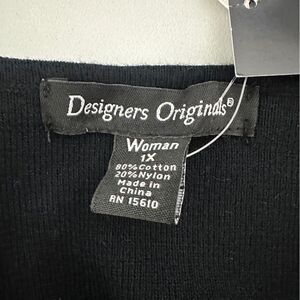 Designers Originals®
Woman
1X
80% Cotton
20% Nylon
Made in
China
RN 15610